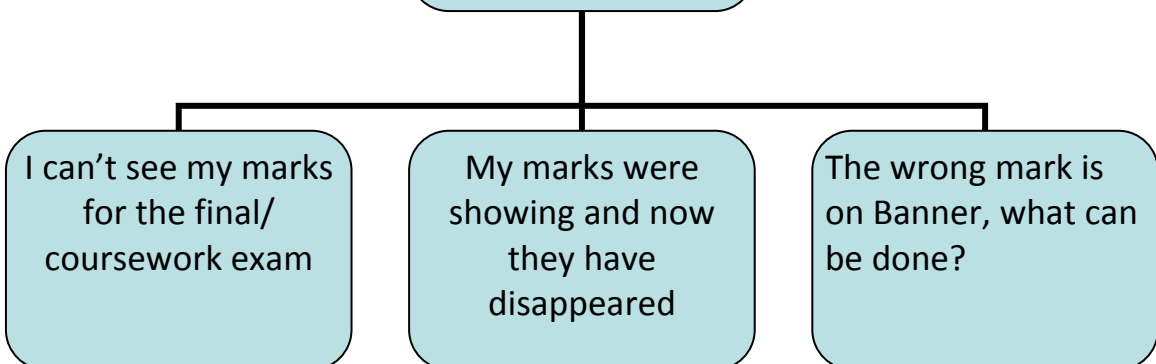 I can’t see my marks
for the final/
coursework exam
My marks were
showing and now
they have
disappeared
The wrong mark is
on Banner, what can
be done?